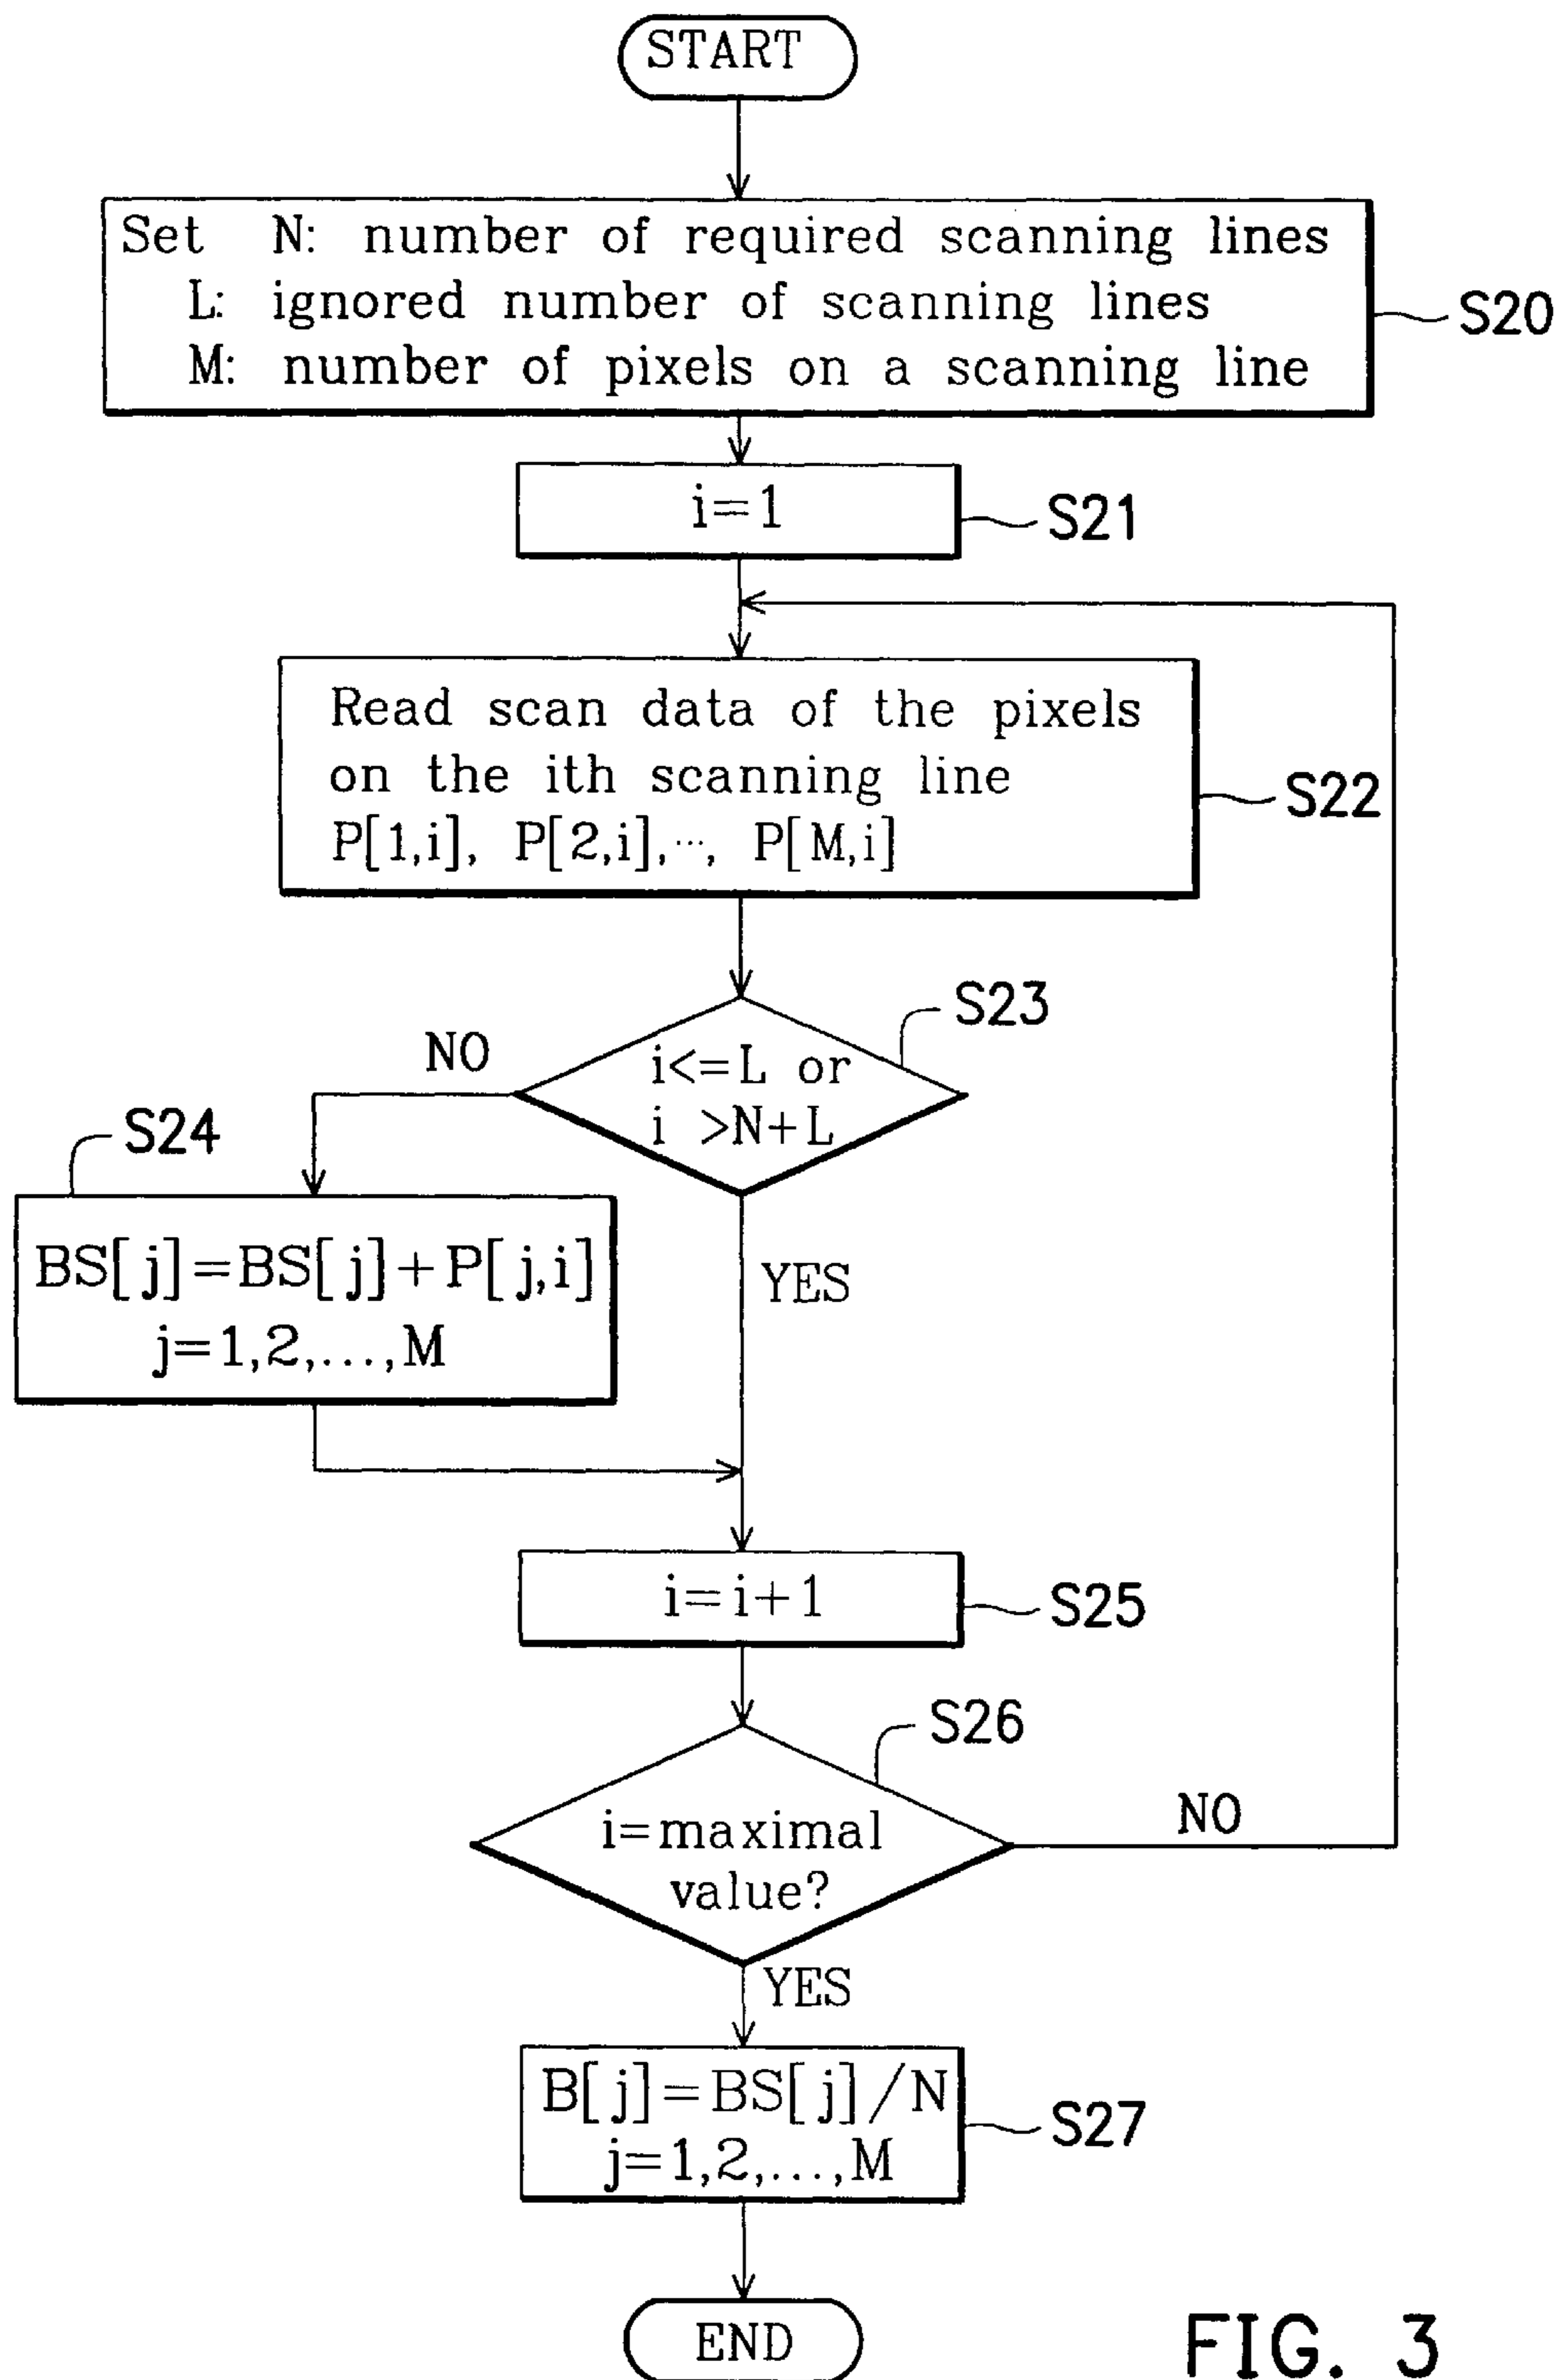 START
Set N: number of required scanning lines
L: ignored number of scanning lines
M: number of pixels on a scanning line
S20
i=1
S21
Read scan data of the pixels
on the ith scanning line
P[1,i], P[2,i],···, P[M,i]
S22
S23
NO
i<=L or
i >N+L
S24
BS[j]=BS[j]+P[j,i]
j=1,2,...,M
YES
i=i+1
S25
S26
i=maximal
value?
NO
YES
B[j]=BS[j]/N
j=1,2,...,M
S27
END
FIG. 3